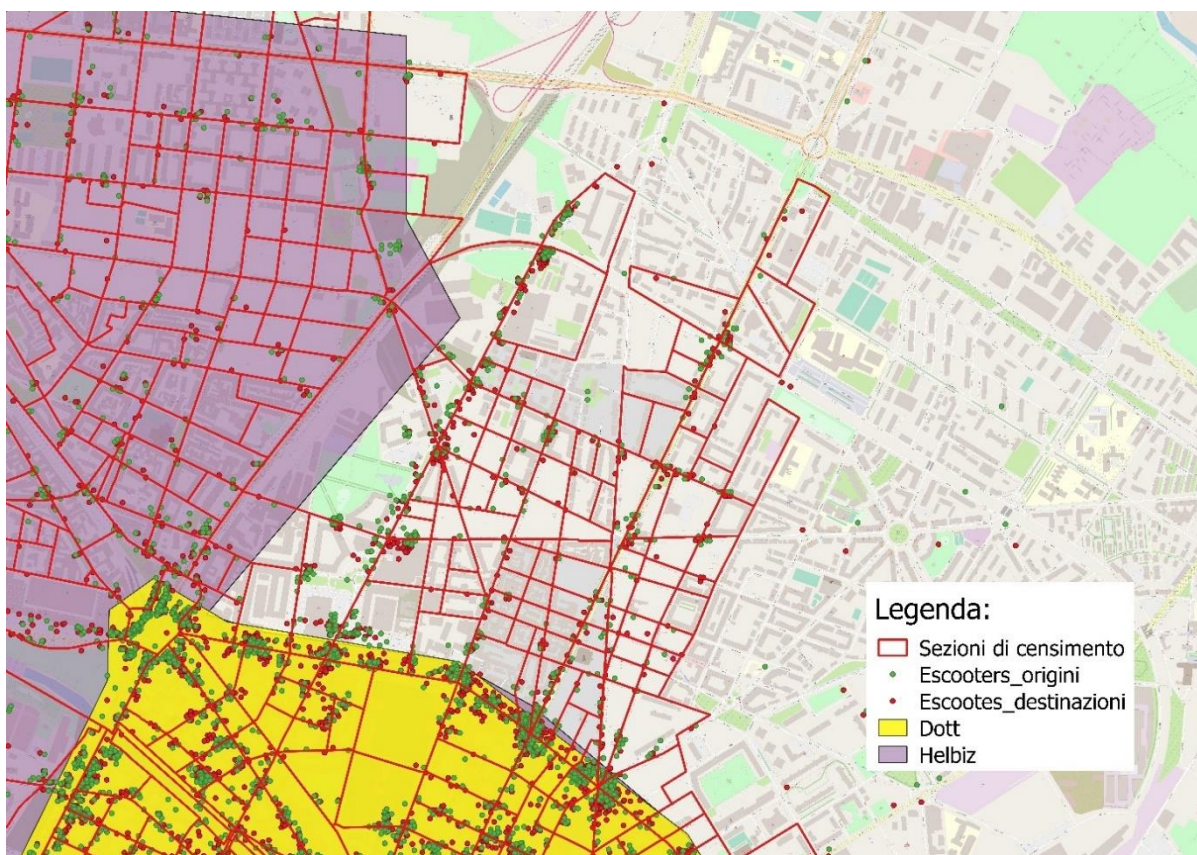 Legenda:
Sezioni di censimento
Escooters_origini
Escootes_destinazioni
Dott
Helbiz